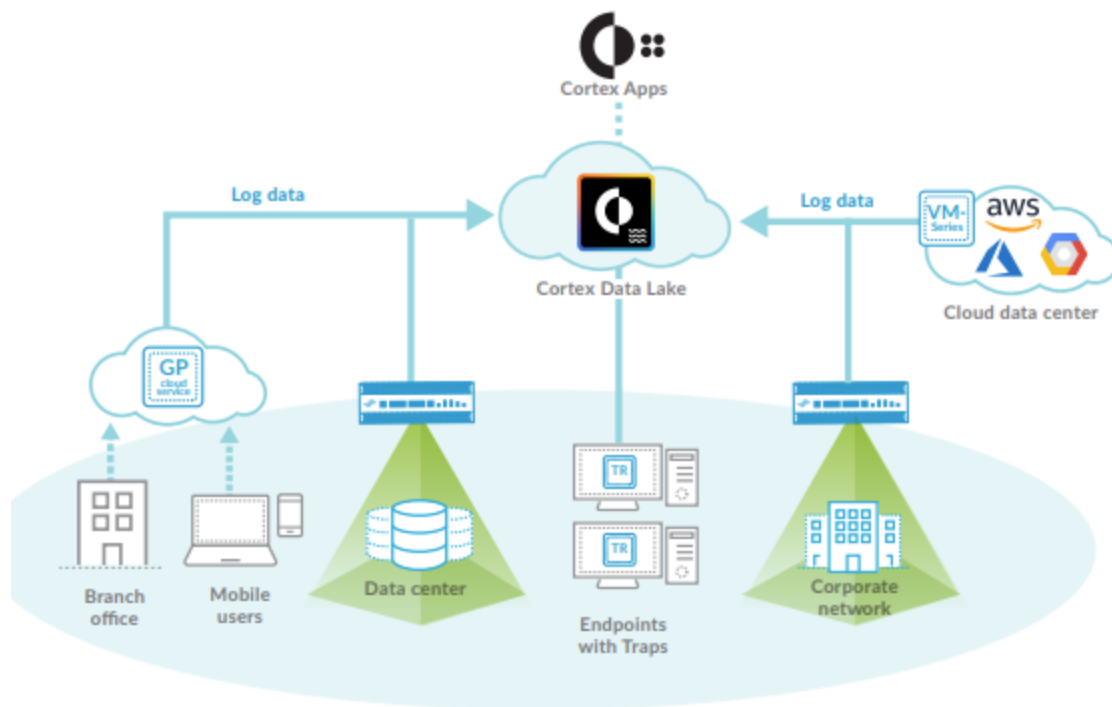 Cortex Apps
Log data
Log data
VM-
Series
aws
Cortex Data Lake
Cloud data center
GP
cloud
service
TR
TR
Branch
office
Mobile
users
Data center
Endpoints
with Traps
Corporate
network